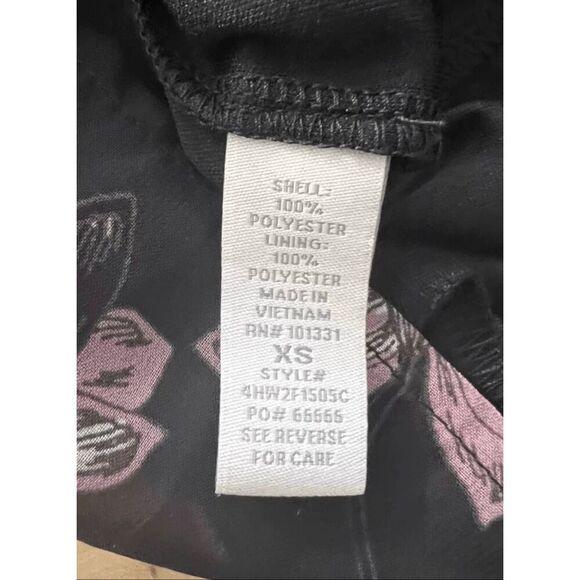 SHELL:
100%
POLYESTER
LINING:
100%
POLYESTER
MADE IN
VIETNAM
RN# 101331
XS
STYLE#
4HW2F1505C
PO# 66666
SEE REVERSE
FOR CARE